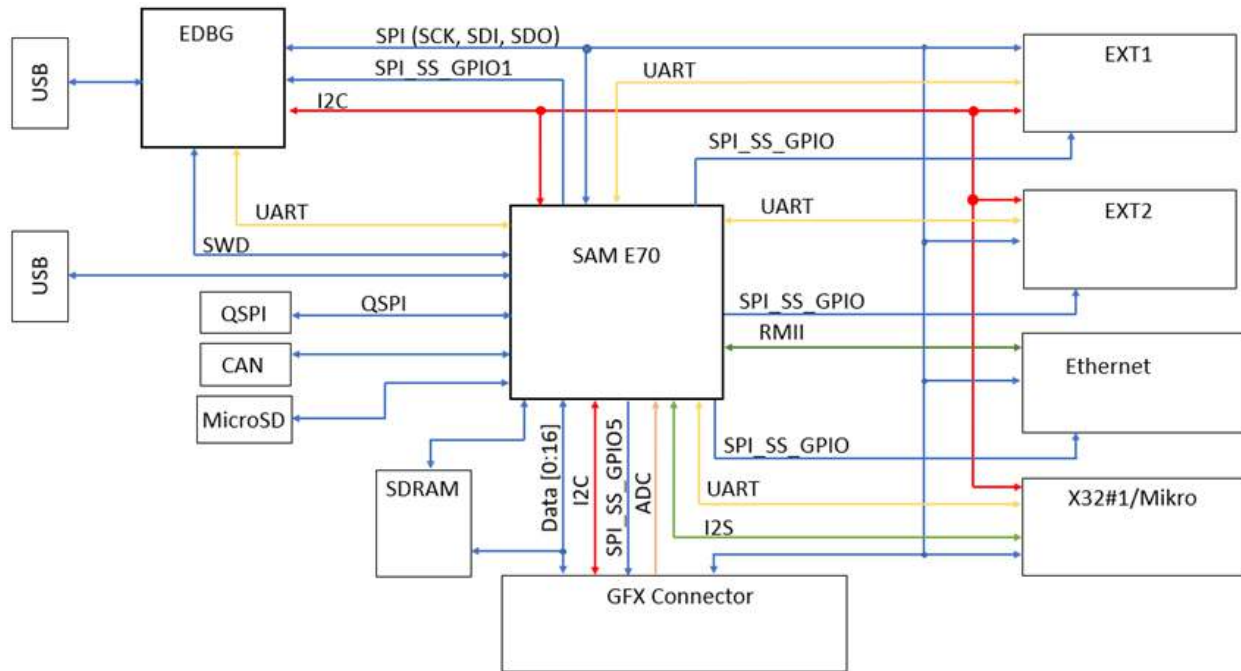 EDBG
SPI (SCK, SDI, SDO)
EXT1
USB
SPI_SS_GPIO1
UART
I2C
SPI_SS_GPIO
UART
UART
EXT2
SWD
SAM E70
USB
QSPI
QSPI
SPI_SS_GPIO
RMII
CAN
Ethernet
MicroSD
SPI_SS_GPIO
Data [0:16]
I2C
SPI_SS_GPIO5
ADC
SDRAM
UART
X32#1/Mikro
I2S
GFX Connector